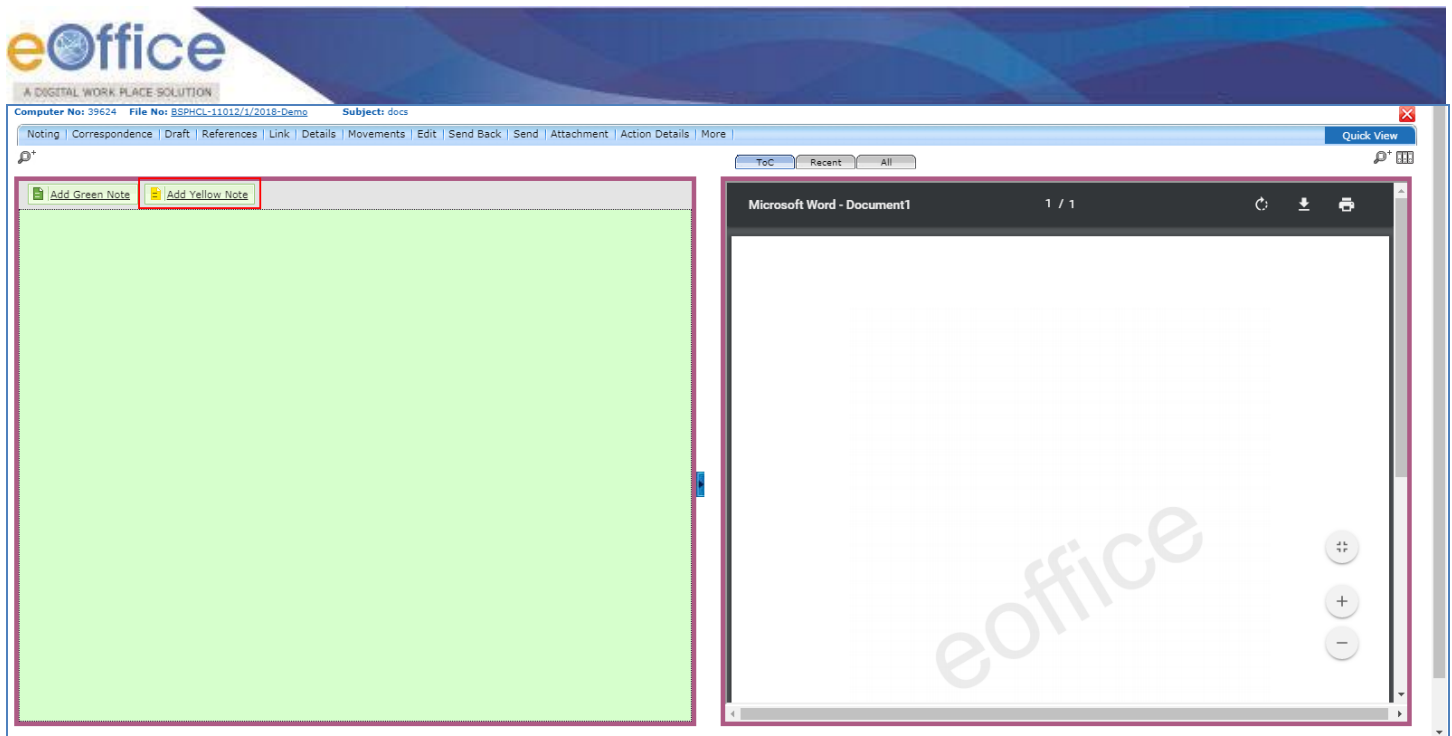 eOffice
A DIGITAL WORK PLACE SOLUTION
Computer No: 39624 File No: BSPHCL-11012/1/2018-Demo Subject: docs
Noting | Correspondence | Draft | References | Link | Details | Movements | Edit | Send Back | Send | Attachment | Action Details | More |
Quick View
ToC Recent All
Add Green Note Add Yellow Note
Microsoft Word - Document1 1 / 1
eoffice